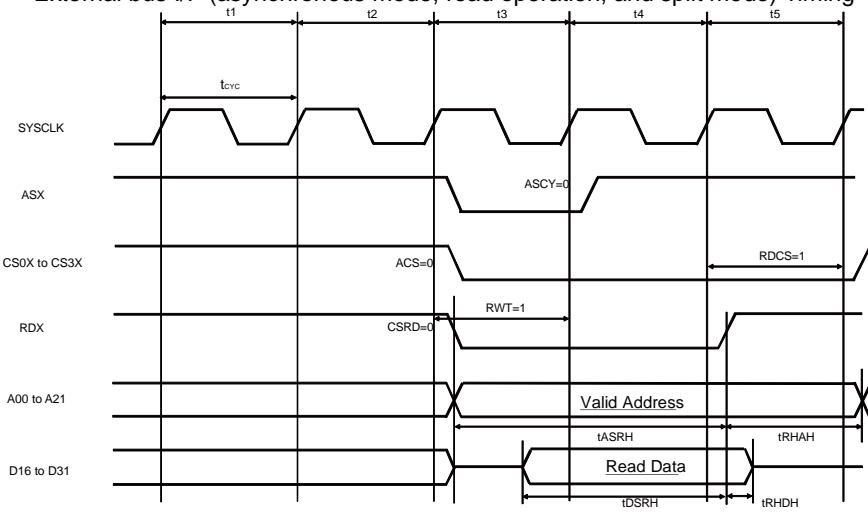 External bus I/F (asynchronous mode, read operation, and split mode) Timing
t1 t2 t3 t4 t5
tCYC
SYSCLK
ASX
ASCY=0
CS0X to CS3X
ACS=0
RDCS=1
RWT=1
RDX
CSRD=0
A00 to A21
Valid Address
tASRH
tRHAH
D16 to D31
Read Data
tDSRH
tRHDH